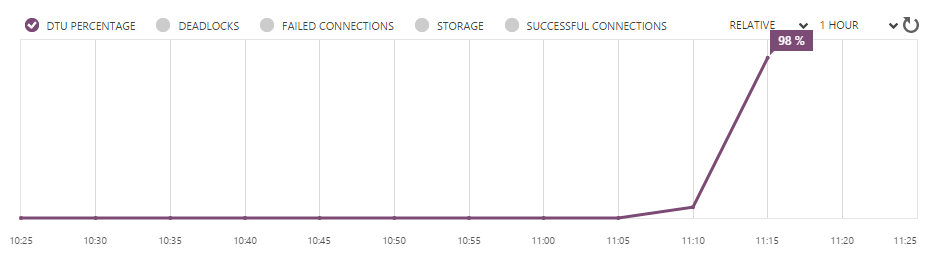 DTU PERCENTAGE DEADLOCKS FAILED CONNECTIONS STORAGE SUCCESSFUL CONNECTIONS RELATIVE 1 HOUR
98 %
10:25 10:30 10:35 10:40 10:45 10:50 10:55 11:00 11:05 11:10 11:15 11:20 11:25